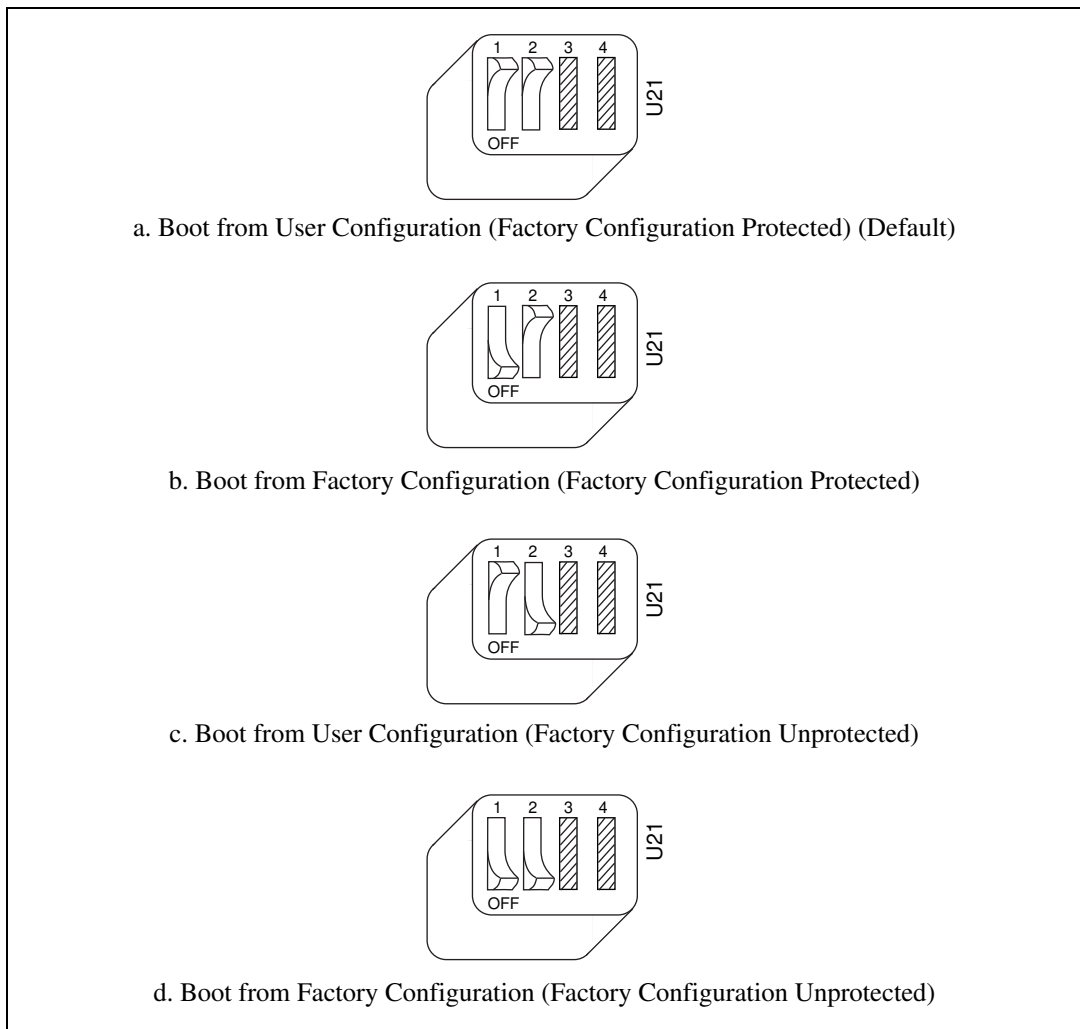 1 2 3 4
U21
OFF
a. Boot from User Configuration (Factory Configuration Protected) (Default)
1 2 3 4
U21
OFF
b. Boot from Factory Configuration (Factory Configuration Protected)
1 2 3 4
U21
OFF
c. Boot from User Configuration (Factory Configuration Unprotected)
1 2 3 4
U21
OFF
d. Boot from Factory Configuration (Factory Configuration Unprotected)